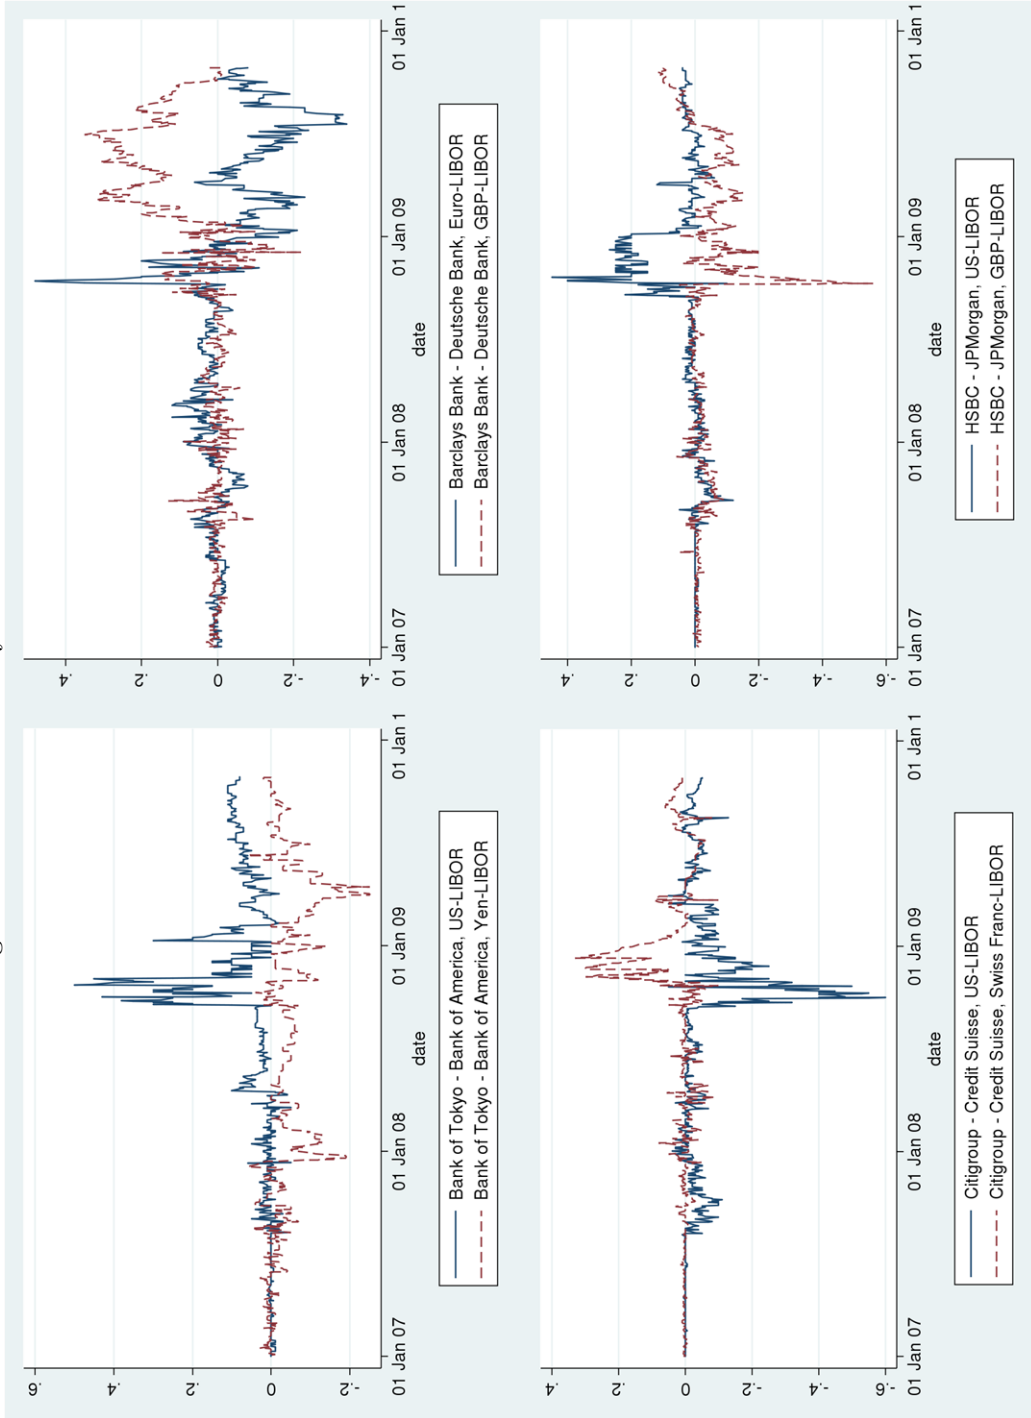 .6
.4
.2
0
-.2
01 Jan 07 01 Jan 08 01 Jan 09 01 Jan 1
date
Bank of Tokyo - Bank of America, US-LIBOR
Bank of Tokyo - Bank of America, Yen-LIBOR
.4
.2
0
-.2
-.4
01 Jan 07 01 Jan 08 01 Jan 09 01 Jan 1
date
Barclays Bank - Deutsche Bank, Euro-LIBOR
Barclays Bank - Deutsche Bank, GBP-LIBOR
.4
.2
0
-.2
-.4
-.6
01 Jan 07 01 Jan 08 01 Jan 09 01 Jan 1
date
Citigroup - Credit Suisse, US-LIBOR
Citigroup - Credit Suisse, Swiss Franc-LIBOR
.4
.2
0
-.2
-.4
-.6
01 Jan 07 01 Jan 08 01 Jan 09 01 Jan 1
date
HSBC - JPMorgan, US-LIBOR
HSBC - JPMorgan, GBP-LIBOR